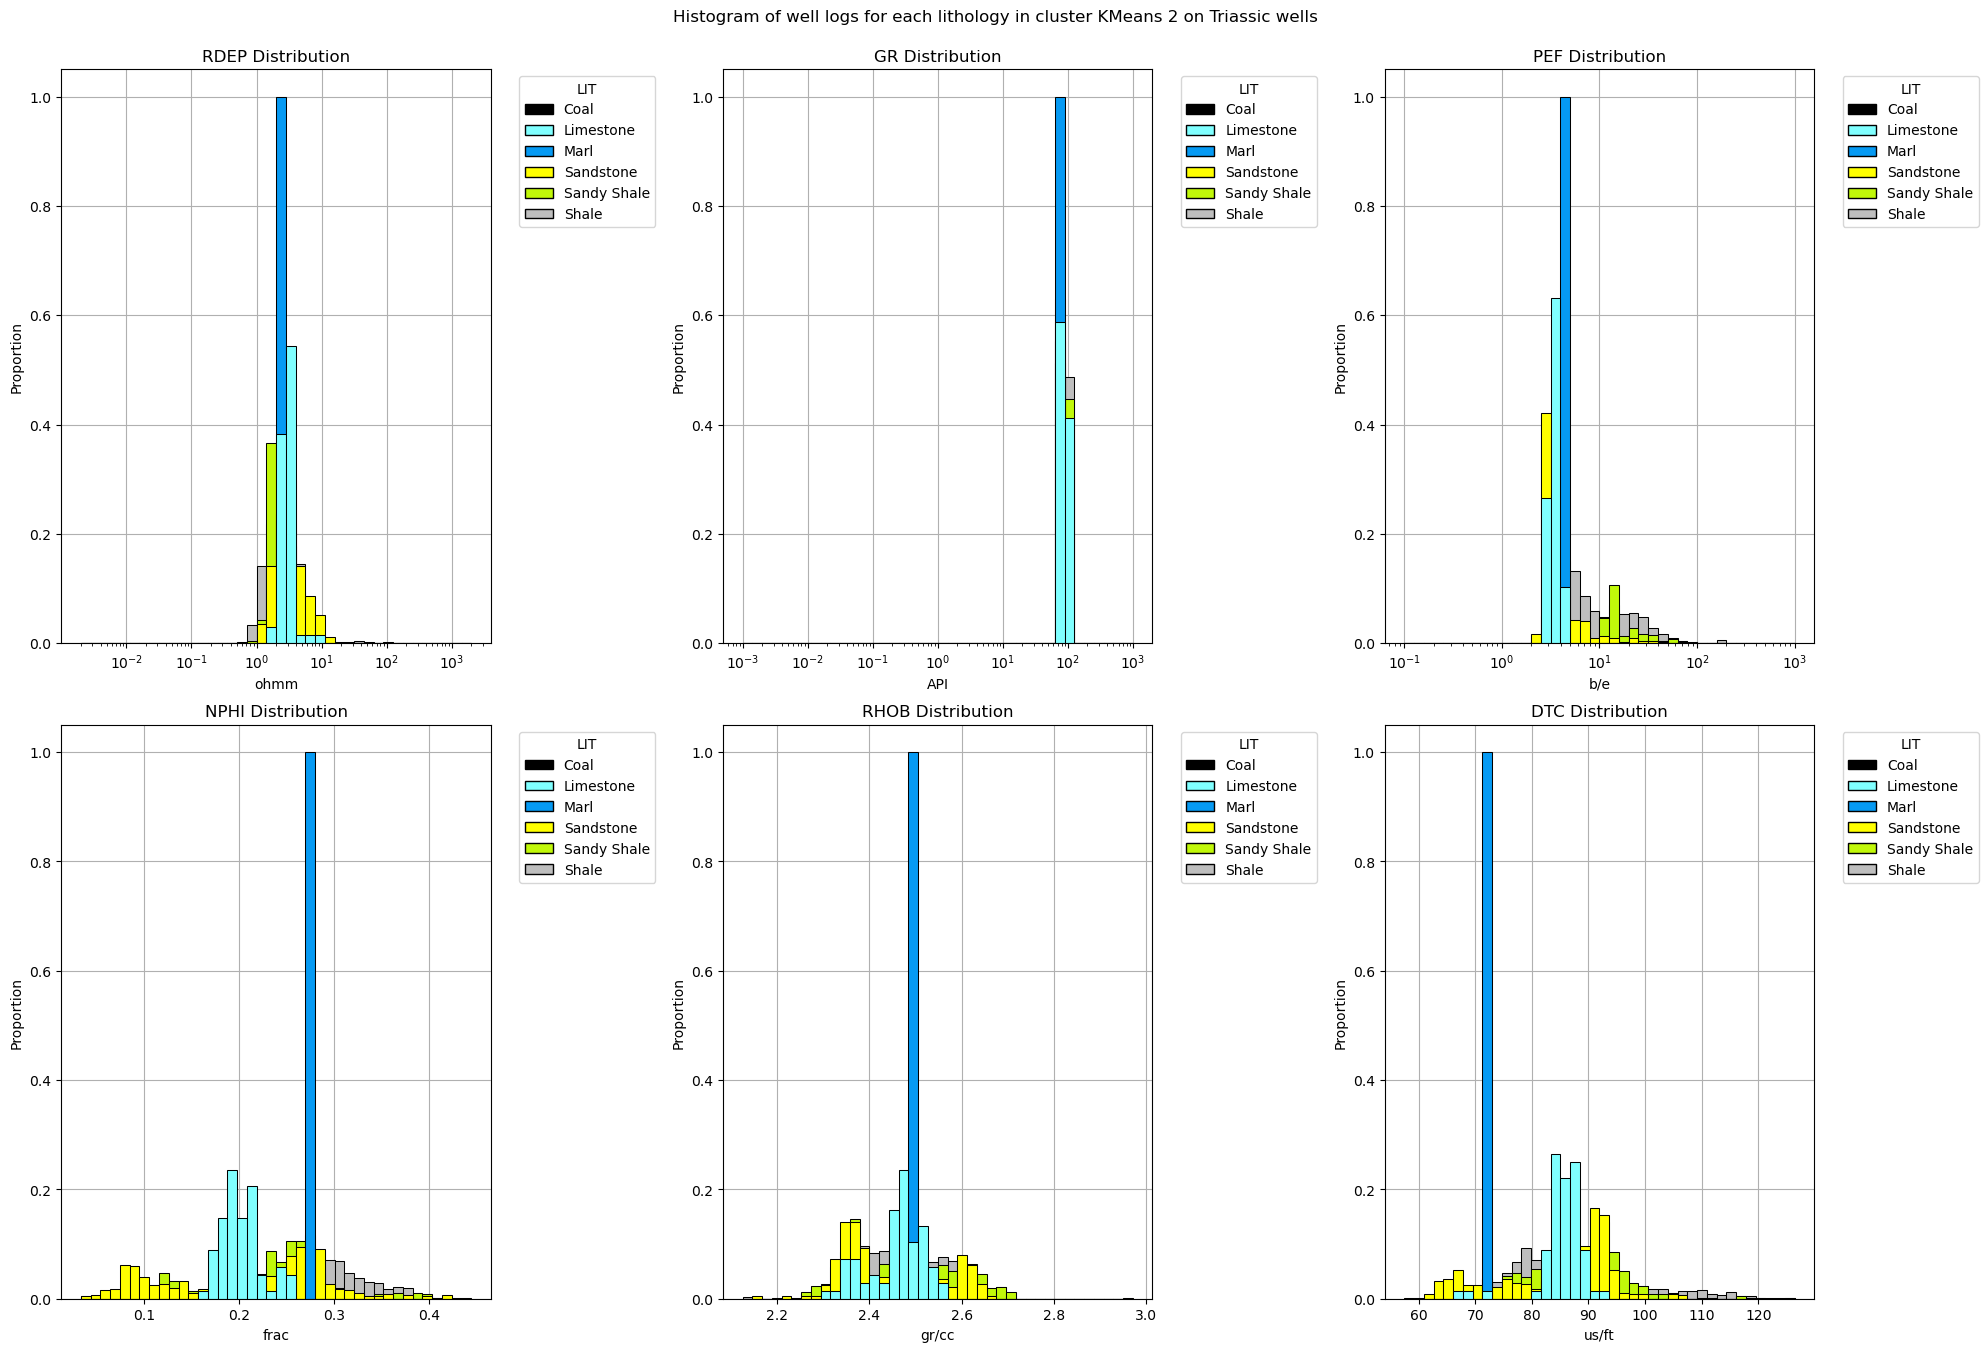 Histogram of well logs for each lithology in cluster KMeans 2 on Triassic wells
RDEP Distribution
Proportion
1.0
0.8
0.6
0.4
0.2
0.0
10⁻²
10⁻¹
10⁰
10¹
10²
10³
ohmm
LIT
Coal
Limestone
Marl
Sandstone
Sandy Shale
Shale
GR Distribution
Proportion
1.0
0.8
0.6
0.4
0.2
0.0
10⁻³
10⁻²
10⁻¹
10⁰
10¹
10²
10³
API
LIT
Coal
Limestone
Marl
Sandstone
Sandy Shale
Shale
PEF Distribution
Proportion
1.0
0.8
0.6
0.4
0.2
0.0
10⁻¹
10⁰
10¹
10²
10³
b/e
LIT
Coal
Limestone
Marl
Sandstone
Sandy Shale
Shale
NPHI Distribution
Proportion
1.0
0.8
0.6
0.4
0.2
0.0
0.1
0.2
0.3
0.4
frac
LIT
Coal
Limestone
Marl
Sandstone
Sandy Shale
Shale
RHOB Distribution
Proportion
1.0
0.8
0.6
0.4
0.2
0.0
2.2
2.4
2.6
2.8
3.0
gr/cc
LIT
Coal
Limestone
Marl
Sandstone
Sandy Shale
Shale
DTC Distribution
Proportion
1.0
0.8
0.6
0.4
0.2
0.0
60
70
80
90
100
110
120
us/ft
LIT
Coal
Limestone
Marl
Sandstone
Sandy Shale
Shale